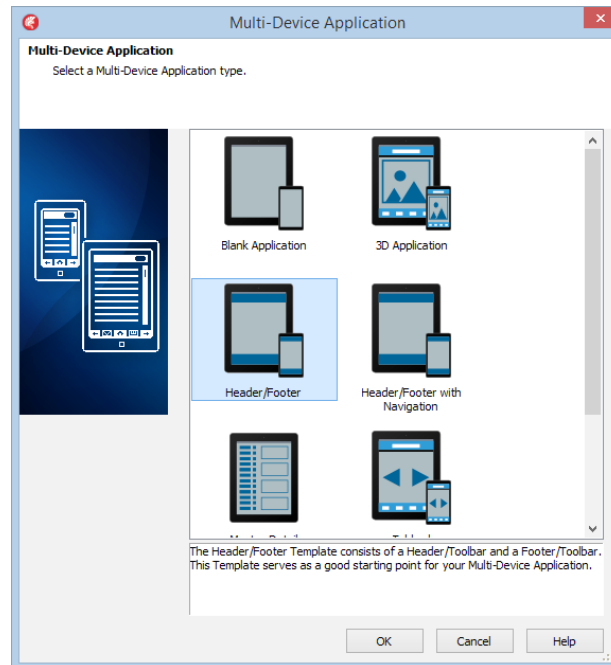 Multi-Device Application
Multi-Device Application
Select a Multi-Device Application type.
Blank Application
3D Application
Header/Footer
Header/Footer with
Navigation
The Header/Footer Template consists of a Header/Toolbar and a Footer/Toolbar.
This Template serves as a good starting point for your Multi-Device Application.
OK
Cancel
Help